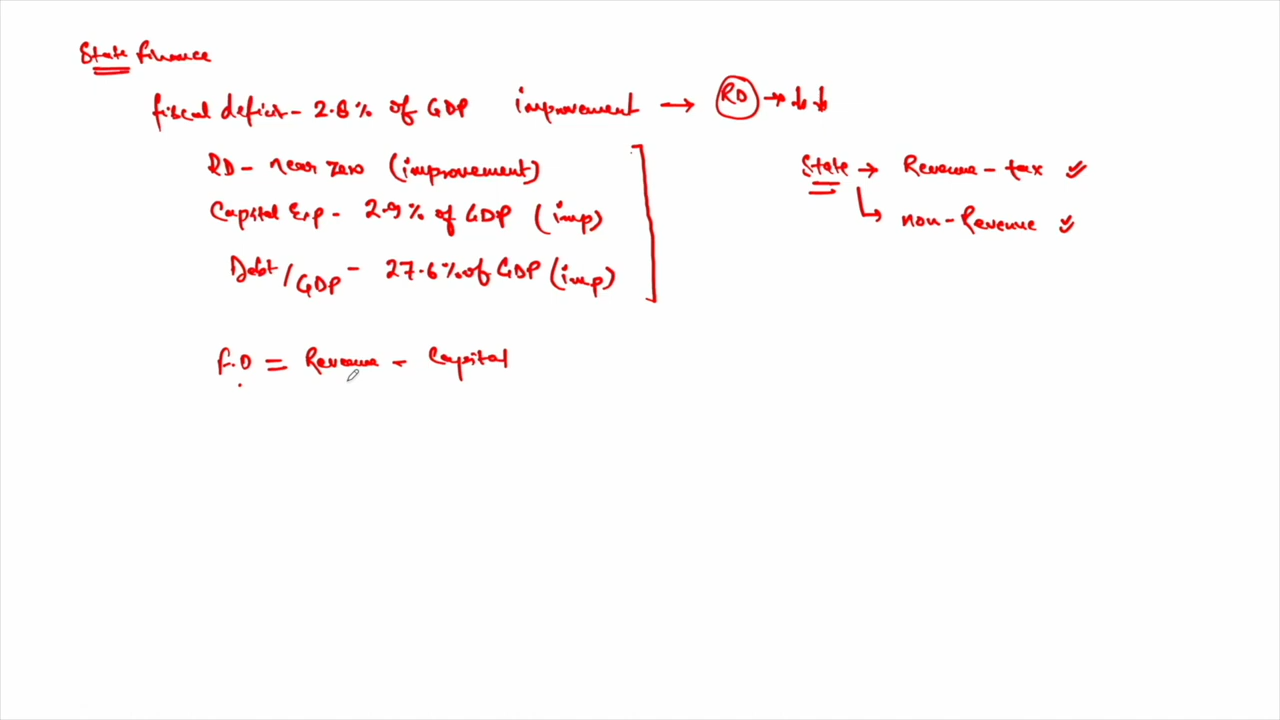 State finance
fiscal deficit - 2.8% of GDP improvement → RD → ↓↓
RD - near zero (improvement)
Capital Exp - 2.9% of GDP (imp)
Debt/GDP - 27.6% of GDP (imp)
State → Revenue - tax ✓
↳ non-Revenue ✓
F.D = Revenue - Capital